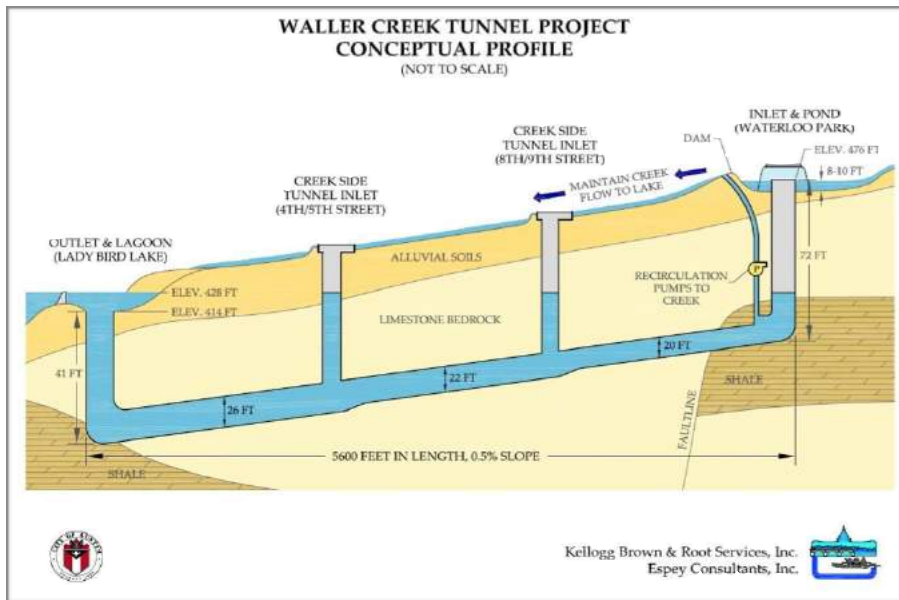 WALLER CREEK TUNNEL PROJECT
CONCEPTUAL PROFILE
(NOT TO SCALE)
INLET & POND
(WATERLOO PARK)
ELEV. 476 FT
8-10 FT
DAM
CREEK SIDE
TUNNEL INLET
(8TH/9TH STREET)
MAINTAIN CREEK
FLOW TO LAKE
CREEK SIDE
TUNNEL INLET
(4TH/5TH STREET)
OUTLET & LAGOON
(LADY BIRD LAKE)
ALLUVIAL SOILS
RECIRCULATION
PUMPS TO
CREEK
P
72 FT
ELEV. 428 FT
ELEV. 414 FT
LIMESTONE BEDROCK
41 FT
26 FT
22 FT
20 FT
SHALE
FAULTLINE
5600 FEET IN LENGTH, 0.5% SLOPE
SHALE
CITY OF AUSTIN
Kellogg Brown & Root Services, Inc.
Espey Consultants, Inc.